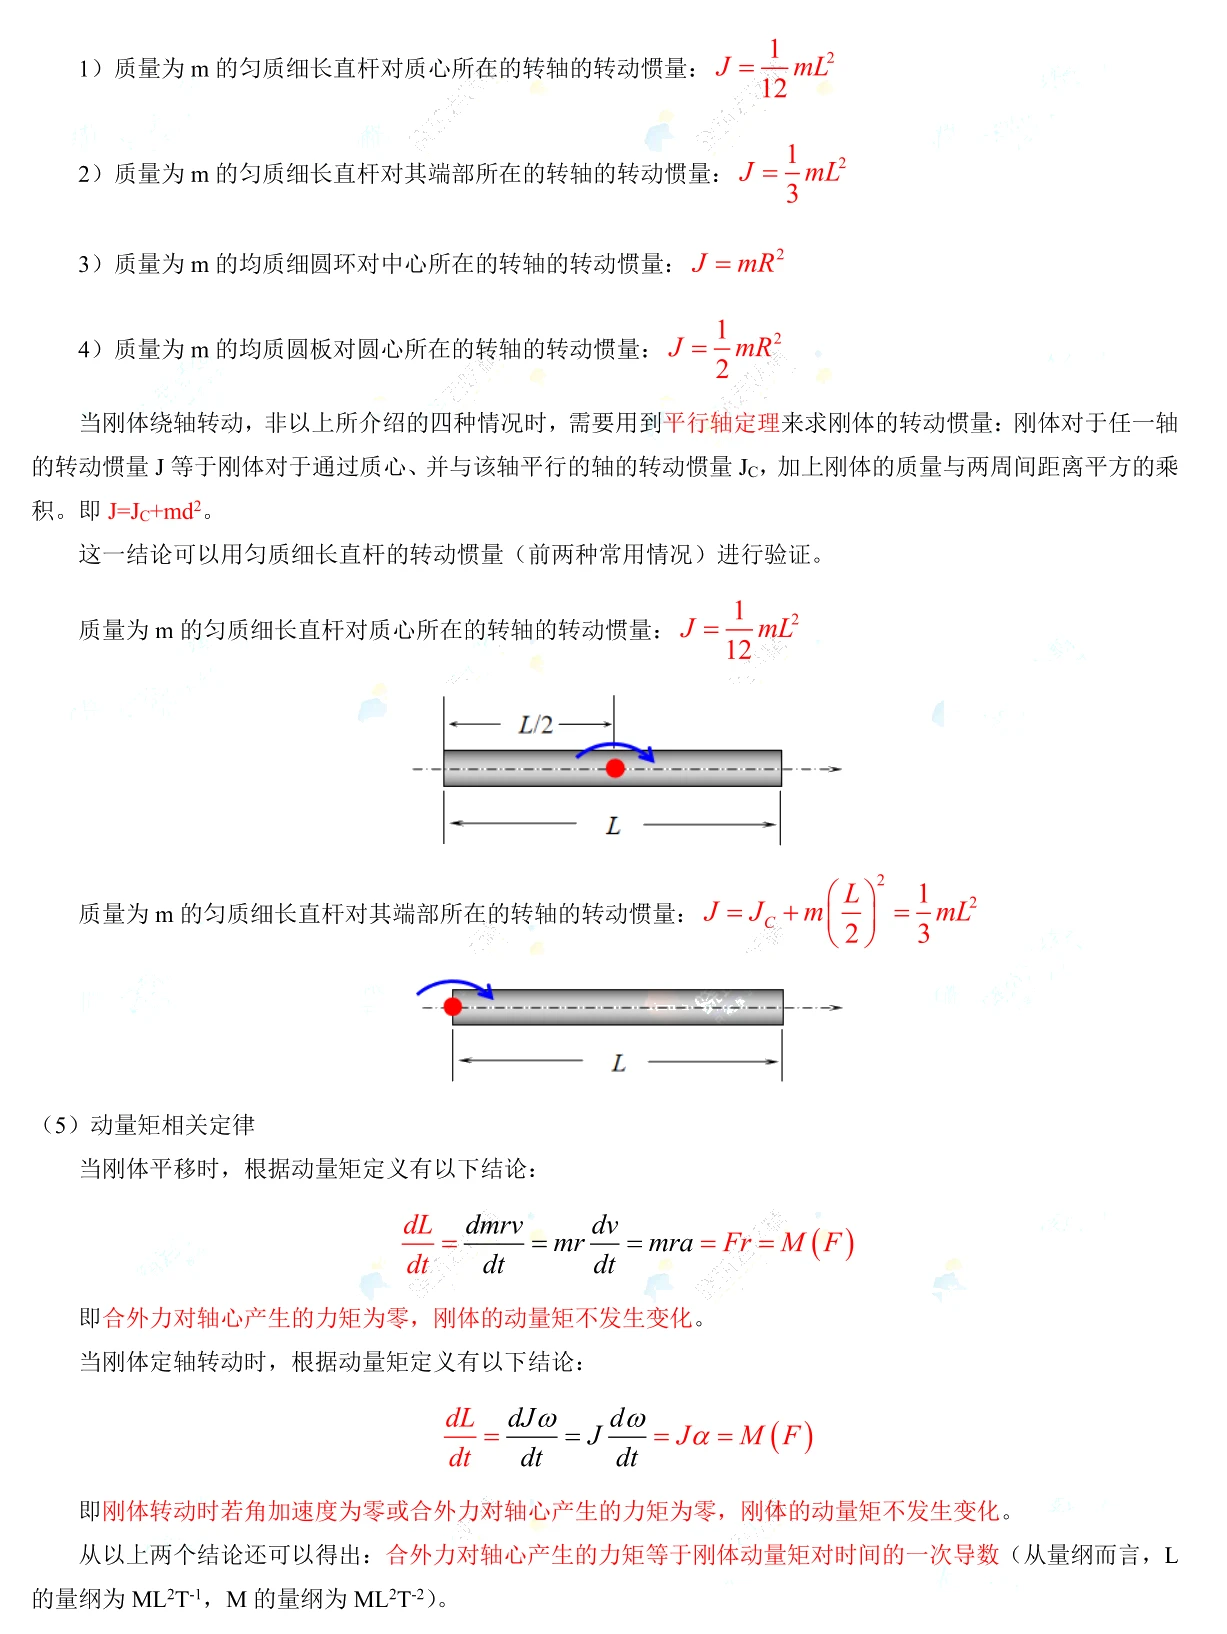 1）质量为 m 的匀质细长直杆对质心所在的转轴的转动惯量： J = 1/12 mL²
2）质量为 m 的匀质细长直杆对其端部所在的转轴的转动惯量： J = 1/3 mL²
3）质量为 m 的均质细圆环对中心所在的转轴的转动惯量： J = mR²
4）质量为 m 的均质圆板对圆心所在的转轴的转动惯量： J = 1/2 mR²
当刚体绕轴转动，非以上所介绍的四种情况时，需要用到平行轴定理来求刚体的转动惯量：刚体对于任一轴
的转动惯量 J 等于刚体对于通过质心、并与该轴平行的轴的转动惯量 J_C，加上刚体的质量与两周间距离平方的乘
积。即 J=J_C+md²。
这一结论可以用匀质细长直杆的转动惯量（前两种常用情况）进行验证。
质量为 m 的匀质细长直杆对质心所在的转轴的转动惯量： J = 1/12 mL²
L/2
L
质量为 m 的匀质细长直杆对其端部所在的转轴的转动惯量： J = J_C + m(L/2)² = 1/3 mL²
L
（5）动量矩相关定律
当刚体平移时，根据动量矩定义有以下结论：
dL/dt = dmrv/dt = mr dv/dt = mra = Fr = M(F)
即合外力对轴心产生的力矩为零，刚体的动量矩不发生变化。
当刚体定轴转动时，根据动量矩定义有以下结论：
dL/dt = dJω/dt = J dω/dt = Jα = M(F)
即刚体转动时若角加速度为零或合外力对轴心产生的力矩为零，刚体的动量矩不发生变化。
从以上两个结论还可以得出：合外力对轴心产生的力矩等于刚体动量矩对时间的一次导数（从量纲而言，L
的量纲为 ML²T⁻¹，M 的量纲为 ML²T⁻²）。